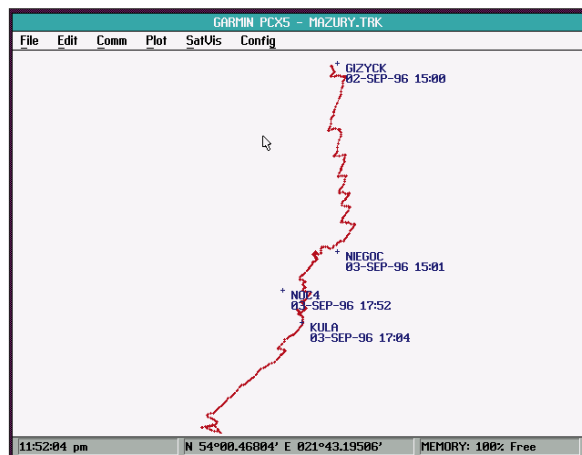 GARMIN PCX5 - MAZURY.TRK
File Edit Comm Plot SatVis Config
GIZYCK
02-SEP-96 15:00
NIEGOC
03-SEP-96 15:01
NOC4
03-SEP-96 17:52
KULA
03-SEP-96 17:04
11:52:04 pm N 54°00.46804' E 021°43.19506' MEMORY: 100% Free